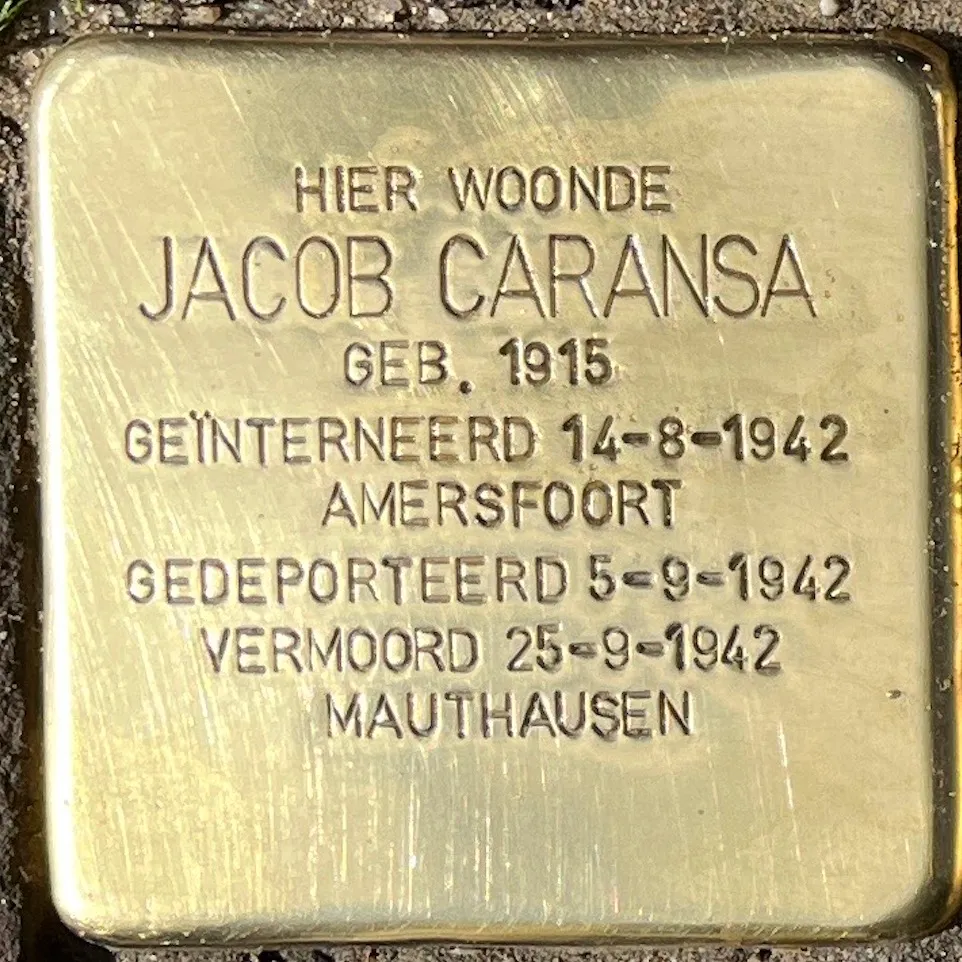 HIER WOONDE
JACOB CARANSA
GEB. 1915
GEÏNTERNEERD 14-8-1942
AMERSFOORT
GEDEPORTEERD 5-9-1942
VERMOORD 25-9-1942
MAUTHAUSEN